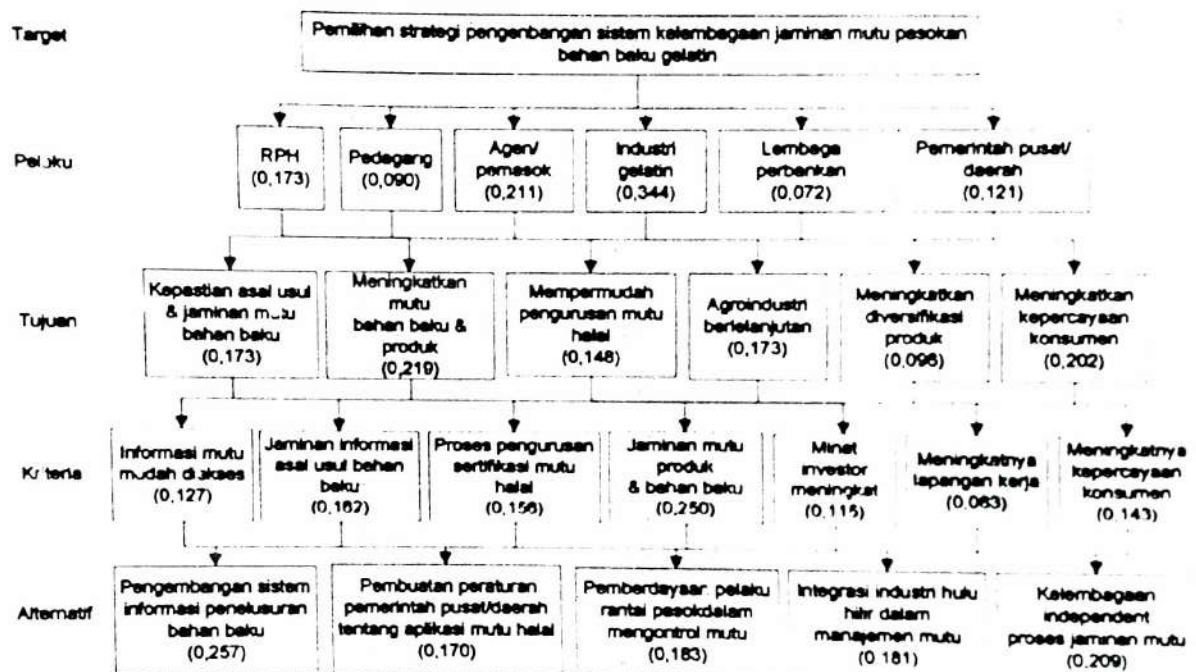 Target
Pemilihan strategi pengenbangan sistem kelembagaan jaminan mutu pasokan
bahan baku gelatin
Pelaku
RPH
(0,173)
Pedagang
(0,090)
Agen/
pemasok
(0,211)
Industri
gelatin
(0,344)
Lembaga
perbankan
(0,072)
Pemerintah pusat/
daerah
(0,121)
Tujuan
Kepastian asal usul
& jaminan mutu
bahan baku
(0,173)
Meningkatkan
mutu
bahan baku &
produk
(0,219)
Mempermudah
pengurusan mutu
halal
(0,148)
Agroindustri
berlelanjutan
(0,173)
Meningkatkan
diversifikasi
produk
(0,096)
Meningkatkan
kepercayaan
konsumen
(0,202)
Kriteria
Informasi mutu
mudah diakses
(0,127)
Jaminan informasi
asal usul bahan
baku
(0,162)
Proses pengurusan
sertifikasi mutu
halal
(0,156)
Jaminan mutu
produk
& bahan baku
(0,250)
Minat
investor
meningkat
(0,115)
Meningkatnya
lapangan kerja
(0,063)
Meningkatnya
kepercayaan
konsumen
(0,143)
Alternatif
Pengembangan sistem
informasi penelusuran
bahan baku
(0,257)
Pembuatan peraturan
pemerintah pusat/daerah
tentang aplikasi mutu halal
(0,170)
Pemberdayaan pelaku
rantai pasokdalam
mengontrol mutu
(0,183)
Integrasi industri hulu
hilir dalam
manajemen mutu
(0,181)
Kelembagaan
independent
proses jaminan mutu
(0,209)